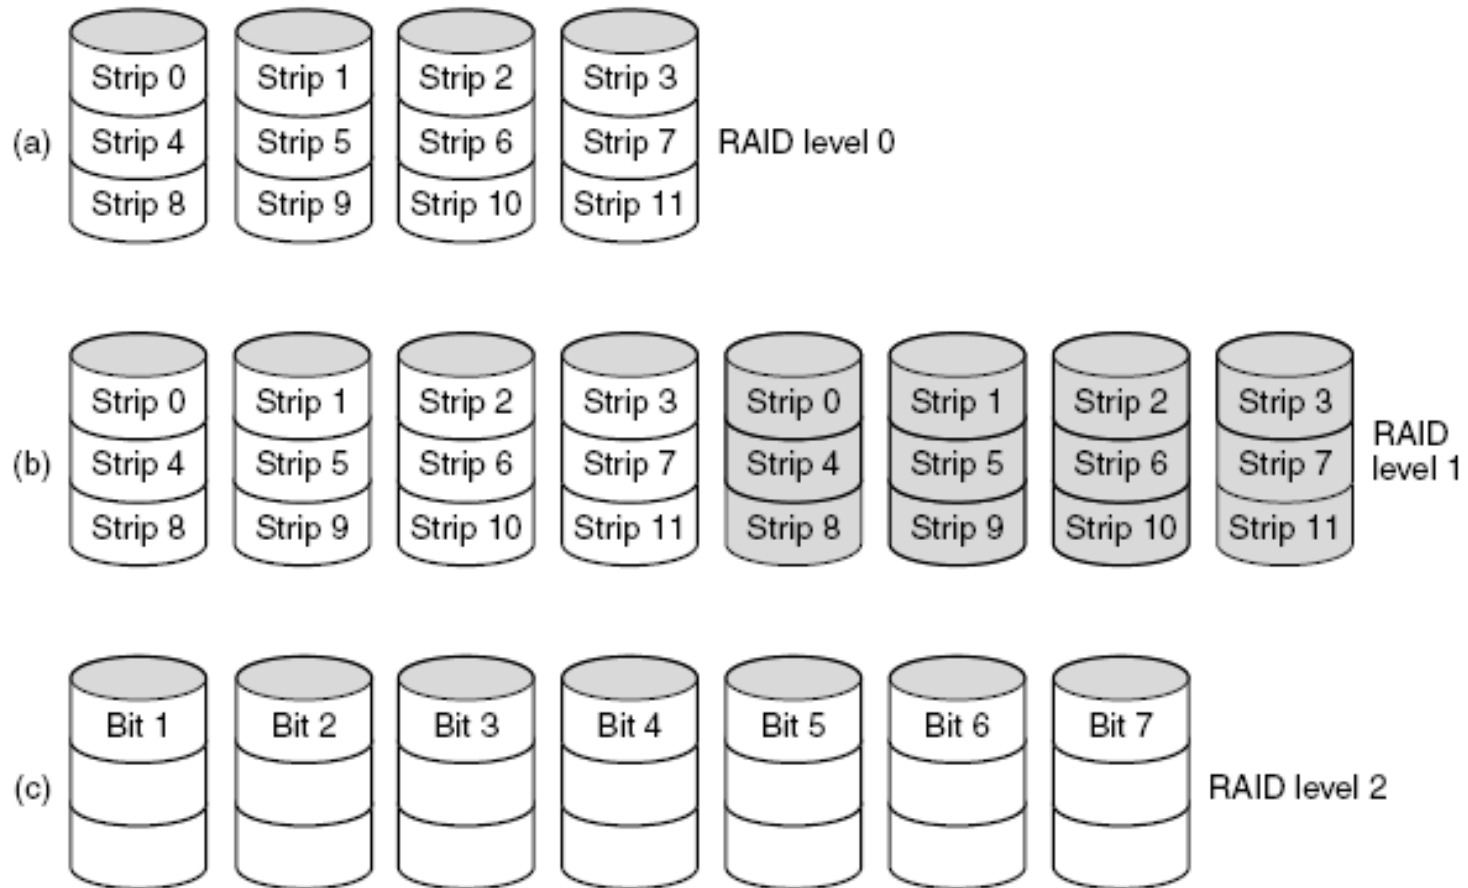 Strip 0 Strip 1 Strip 2 Strip 3
(a) Strip 4 Strip 5 Strip 6 Strip 7 RAID level 0
Strip 8 Strip 9 Strip 10 Strip 11
Strip 0 Strip 1 Strip 2 Strip 3 Strip 0 Strip 1 Strip 2 Strip 3
(b) Strip 4 Strip 5 Strip 6 Strip 7 Strip 4 Strip 5 Strip 6 Strip 7
RAID
level 1
Strip 8 Strip 9 Strip 10 Strip 11 Strip 8 Strip 9 Strip 10 Strip 11
Bit 1 Bit 2 Bit 3 Bit 4 Bit 5 Bit 6 Bit 7
(c) RAID level 2